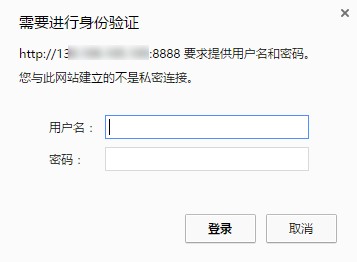 需要进行身份验证
http://13 :8888 要求提供用户名和密码。
您与此网站建立的不是私密连接。
用户名：
密码：
登录 取消